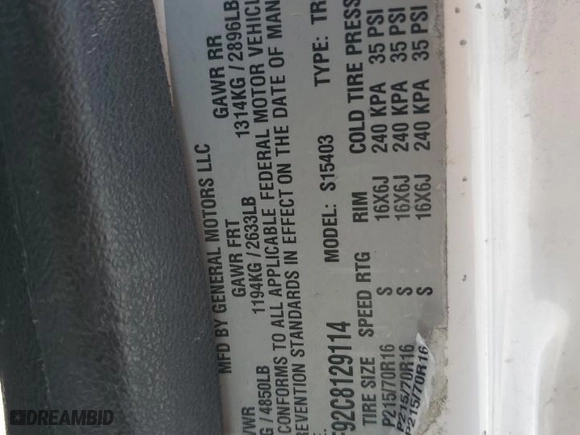 MFD BY GENERAL MOTORS LLC
/WR GAWR FRT GAWR RR
G / 4850LB 1194KG / 2633LB 1314KG / 2896LB
CONFORMS TO ALL APPLICABLE FEDERAL MOTOR VEHICL
REVENTION STANDARDS IN EFFECT ON THE DATE OF MAN
F92C8129114 MODEL: S15403 TYPE: TR
TIRE SIZE SPEED RTG RIM COLD TIRE PRESS
P215/70R16 S 16X6J 240 KPA 35 PSI
P215/70R16 S 16X6J 240 KPA 35 PSI
P215/70R16 S 16X6J 240 KPA 35 PSI
DREAMBID